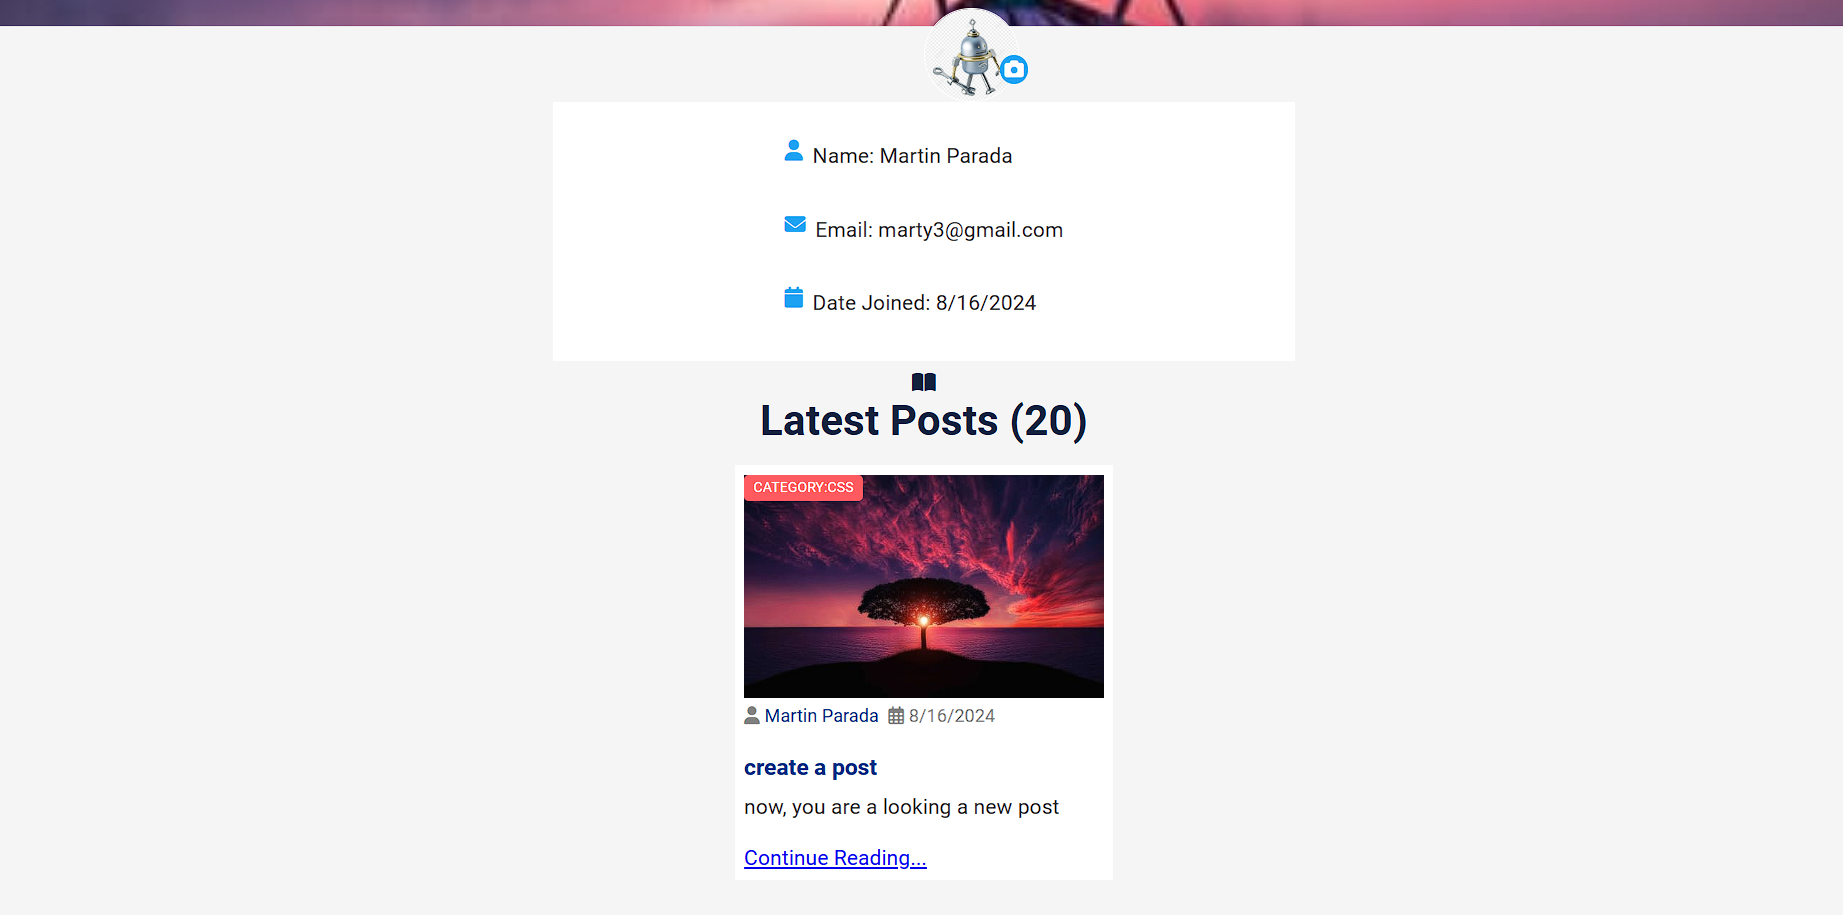 Name: Martin Parada
Email: marty3@gmail.com
Date Joined: 8/16/2024
Latest Posts (20)
CATEGORY:CSS
Martin Parada 8/16/2024
create a post
now, you are a looking a new post
Continue Reading...